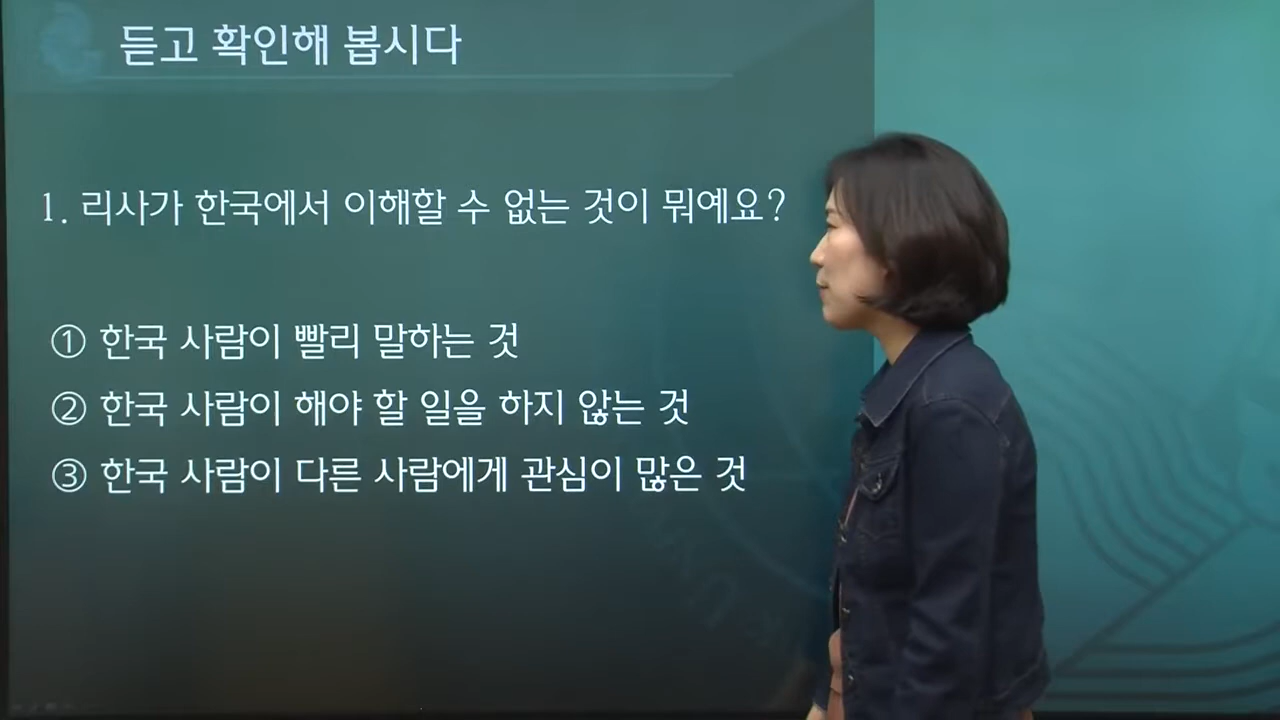 듣고 확인해 봅시다
1. 리사가 한국에서 이해할 수 없는 것이 뭐예요?
① 한국 사람이 빨리 말하는 것
② 한국 사람이 해야 할 일을 하지 않는 것
③ 한국 사람이 다른 사람에게 관심이 많은 것